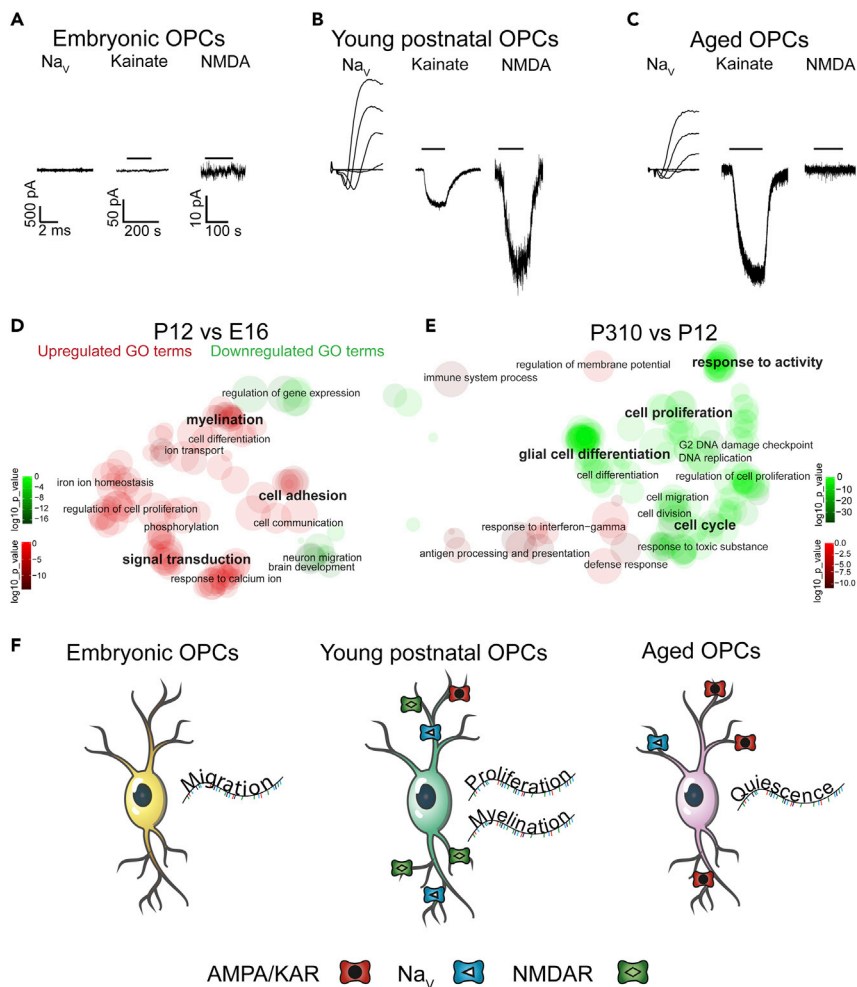 A
Embryonic OPCs
Nav
Kainate
NMDA
500 pA
2 ms
50 pA
200 s
10 pA
100 s
B
Young postnatal OPCs
Nav
Kainate
NMDA
C
Aged OPCs
Nav
Kainate
NMDA
D
P12 vs E16
Upregulated GO terms
Downregulated GO terms
regulation of gene expression
myelination
cell differentiation
ion transport
iron ion homeostasis
cell adhesion
regulation of cell proliferation
phosphorylation
cell communication
signal transduction
neuron migration
brain development
response to calcium ion
log10_p_value
0
-4
-8
-12
-16
log10_p_value
0
-5
-10
E
P310 vs P12
regulation of membrane potential
response to activity
immune system process
cell proliferation
G2 DNA damage checkpoint
glial cell differentiation
DNA replication
cell differentiation
regulation of cell proliferation
cell migration
cell division
response to interferon-gamma
cell cycle
antigen processing and presentation
response to toxic substance
defense response
log10_p_value
0
-10
-20
-30
log10_p_value
0.0
-2.5
-5.0
-7.5
-10.0
F
Embryonic OPCs
Migration
Young postnatal OPCs
Proliferation
Myelination
Aged OPCs
Quiescence
AMPA/KAR
Nav
NMDAR